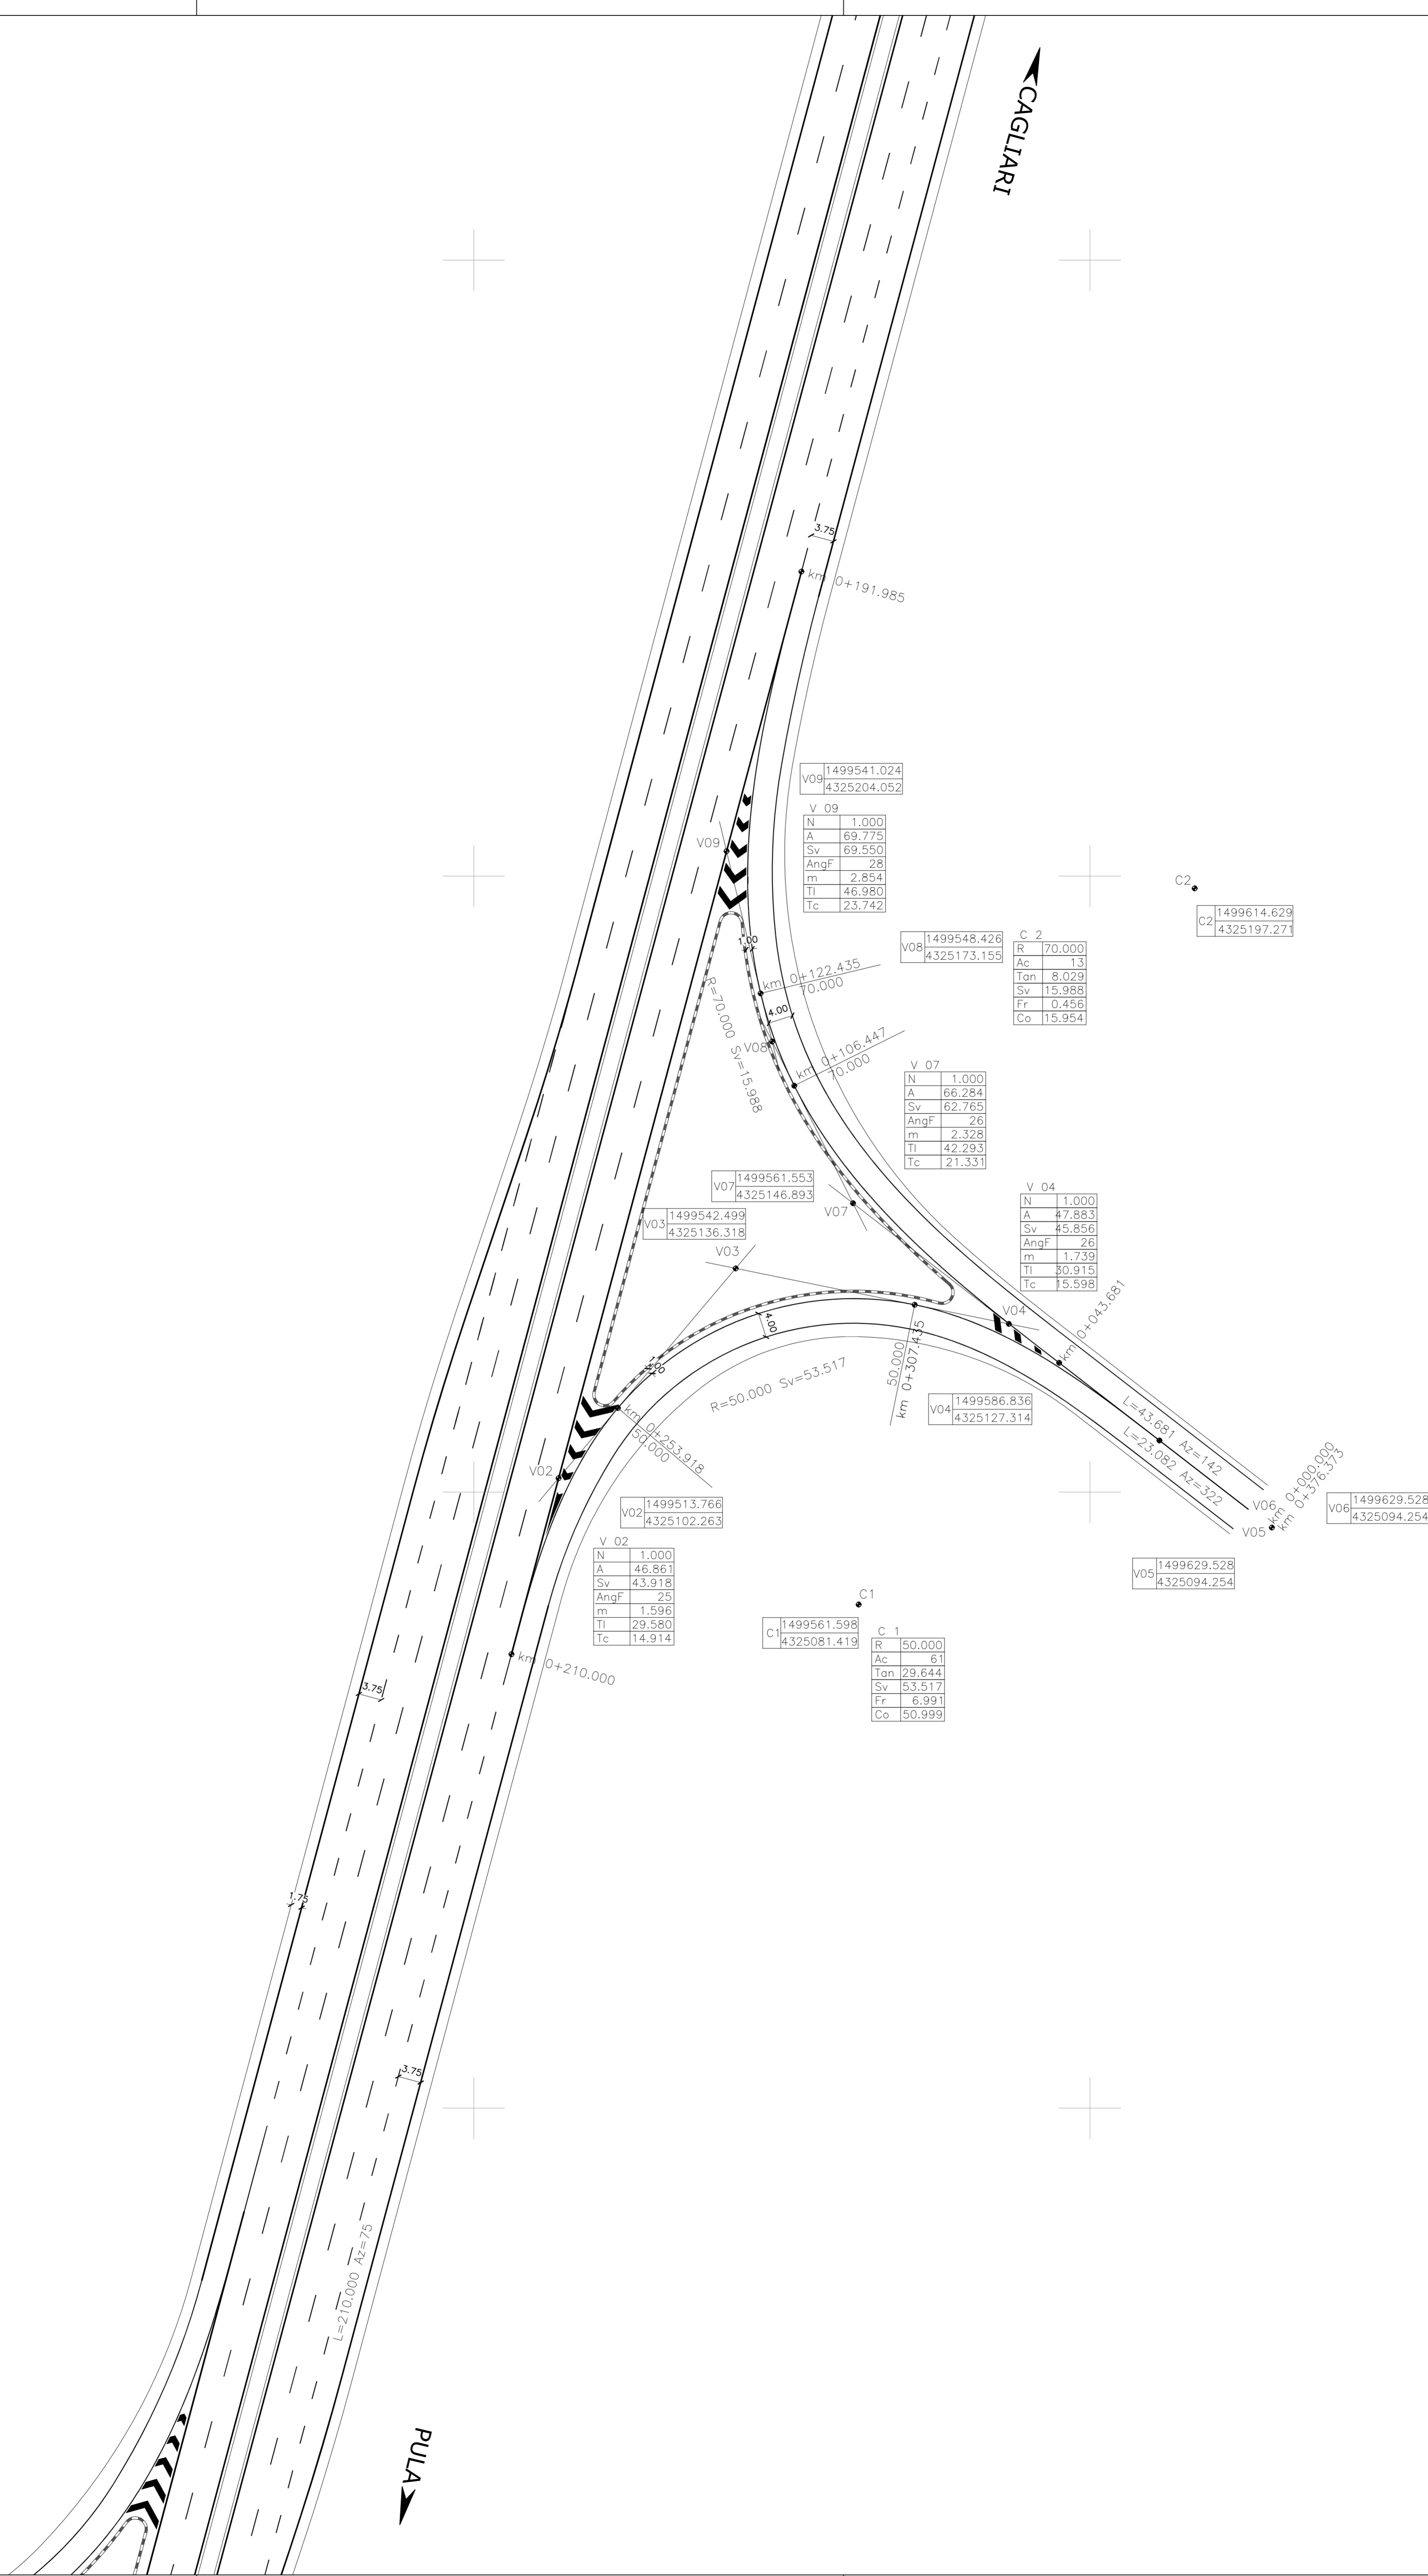 CAGLIARI
3.75
km 0+191.985
V09 1499541.024
4325204.052
V 09
N 1.000
A 69.775
Sv 69.550
AngF 28
m 2.854
Tl 46.980
Tc 23.742
V09
C2
C2 1499614.629
4325197.271
V08 1499548.426
4325173.155
C 2
R 70.000
Ac 13
Tan 8.029
Sv 15.988
Fr 0.456
Co 15.954
1.00
km 0+122.435
70.000
R=70.000 Sv=15.988
4.00
V08
km 0+106.447
70.000
V 07
N 1.000
A 66.284
Sv 62.765
AngF 26
m 2.328
Tl 42.293
Tc 21.331
V07 1499561.553
4325146.893
V07
V03 1499542.499
4325136.318
V03
V 04
N 1.000
A 47.883
Sv 45.856
AngF 26
m 1.739
Tl 30.915
Tc 15.598
V04
km 0+043.681
4.00
1.00
50.000
km 0+307.435
R=50.000 Sv=53.517
V04 1499586.836
4325127.314
km 0+253.918
50.000
L=43.681 Az=142
L=23.082 Az=322
V02
V02 1499513.766
4325102.263
V06
V05
km 0+000.000
km 0+376.373
V06 1499629.528
4325094.254
V05 1499629.528
4325094.254
V 02
N 1.000
A 46.861
Sv 43.918
AngF 25
m 1.596
Tl 29.580
Tc 14.914
C1
C1 1499561.598
4325081.419
C 1
R 50.000
Ac 61
Tan 29.644
Sv 53.517
Fr 6.991
Co 50.999
km 0+210.000
3.75
1.75
3.75
L=210.000 Az=75
PULA